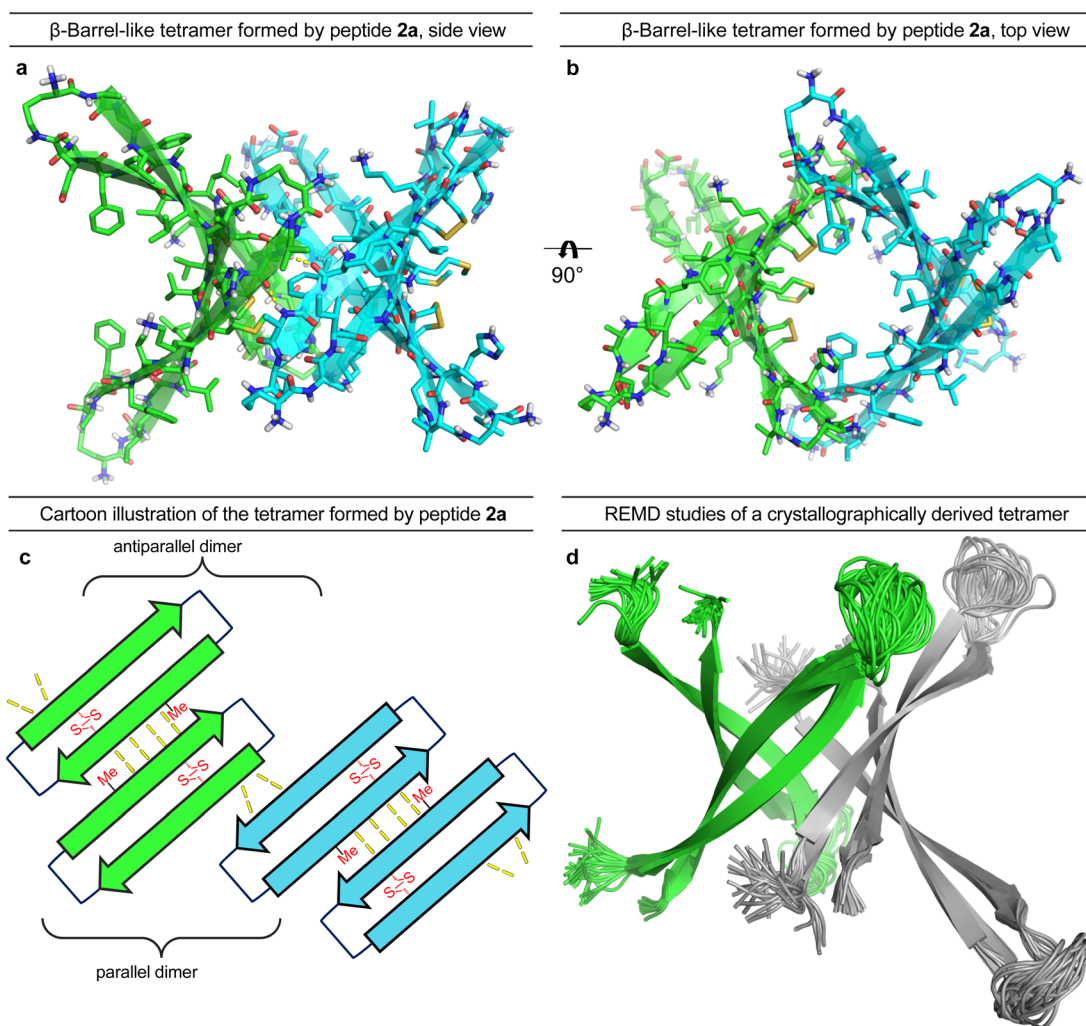 β-Barrel-like tetramer formed by peptide 2a, side view
β-Barrel-like tetramer formed by peptide 2a, top view
a
b
90°
Cartoon illustration of the tetramer formed by peptide 2a
REMD studies of a crystallographically derived tetramer
c
antiparallel dimer
d
S
S
Me
Me
S
S
S
S
Me
Me
S
S
parallel dimer